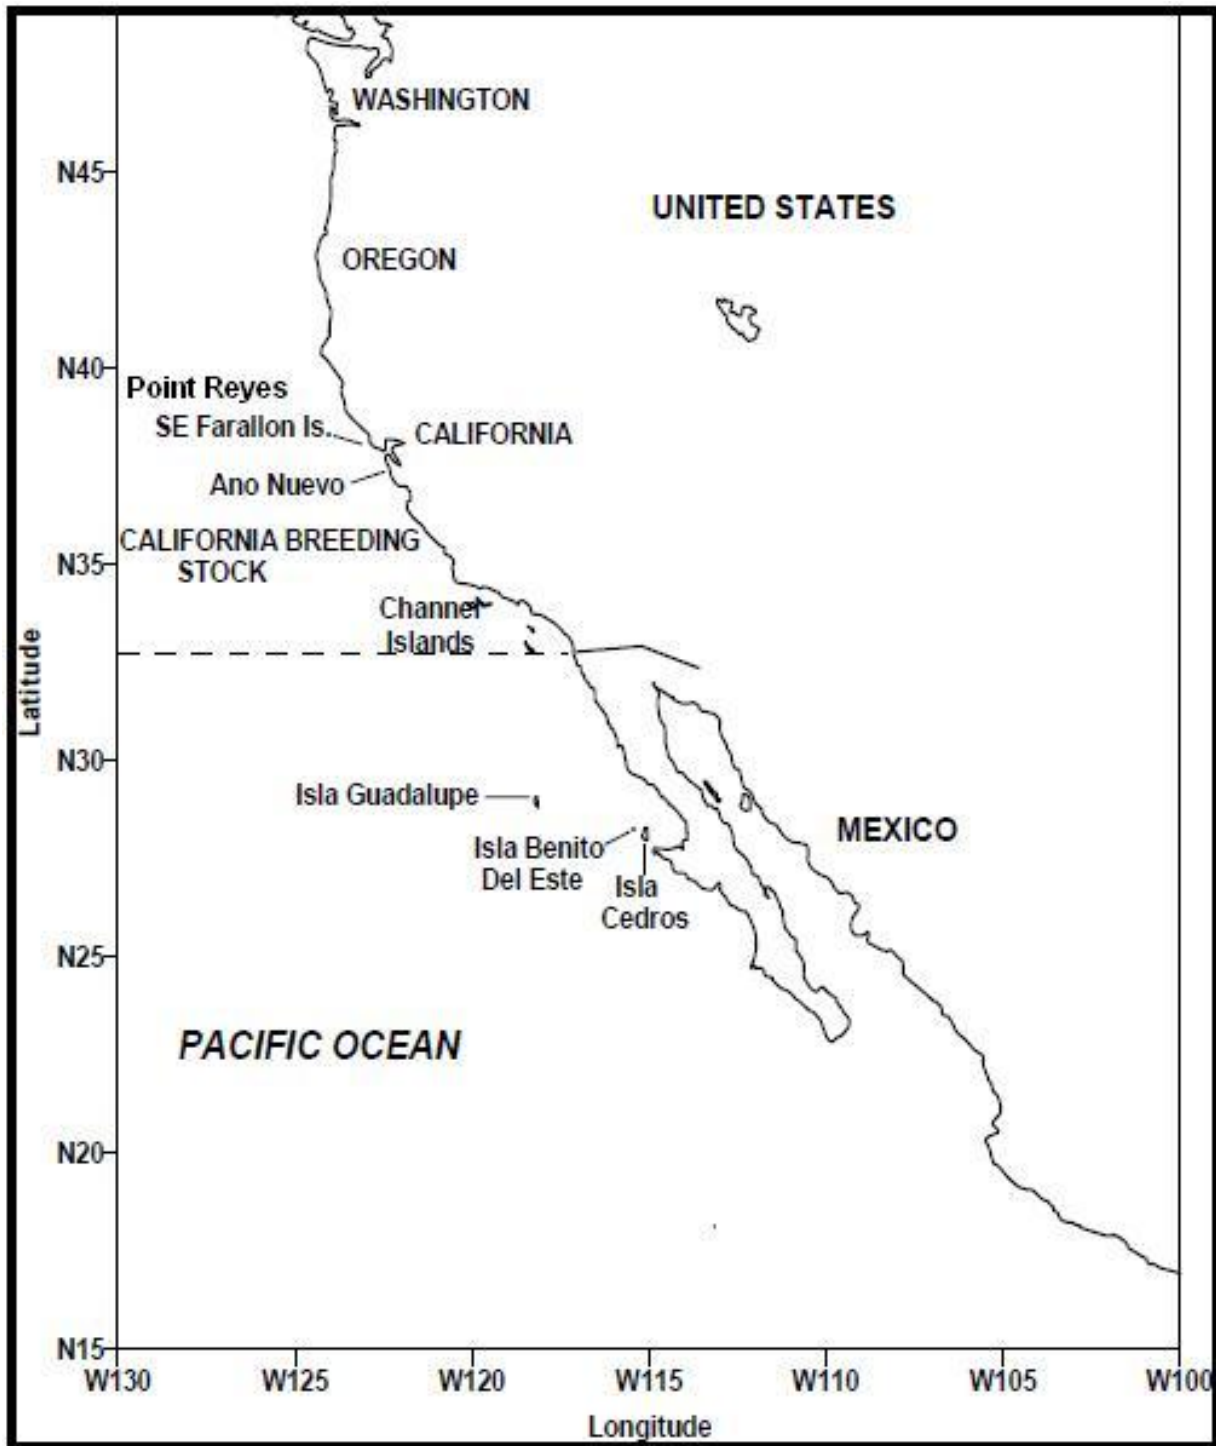 WASHINGTON
N45
UNITED STATES
OREGON
N40
Point Reyes
SE Farallon Is.
CALIFORNIA
Ano Nuevo
CALIFORNIA BREEDING
STOCK
N35
Channel
Islands
Latitude
N30
Isla Guadalupe
MEXICO
Isla Benito
Del Este
Isla
Cedros
N25
PACIFIC OCEAN
N20
N15
W130
W125
W120
W115
W110
W105
W100
Longitude